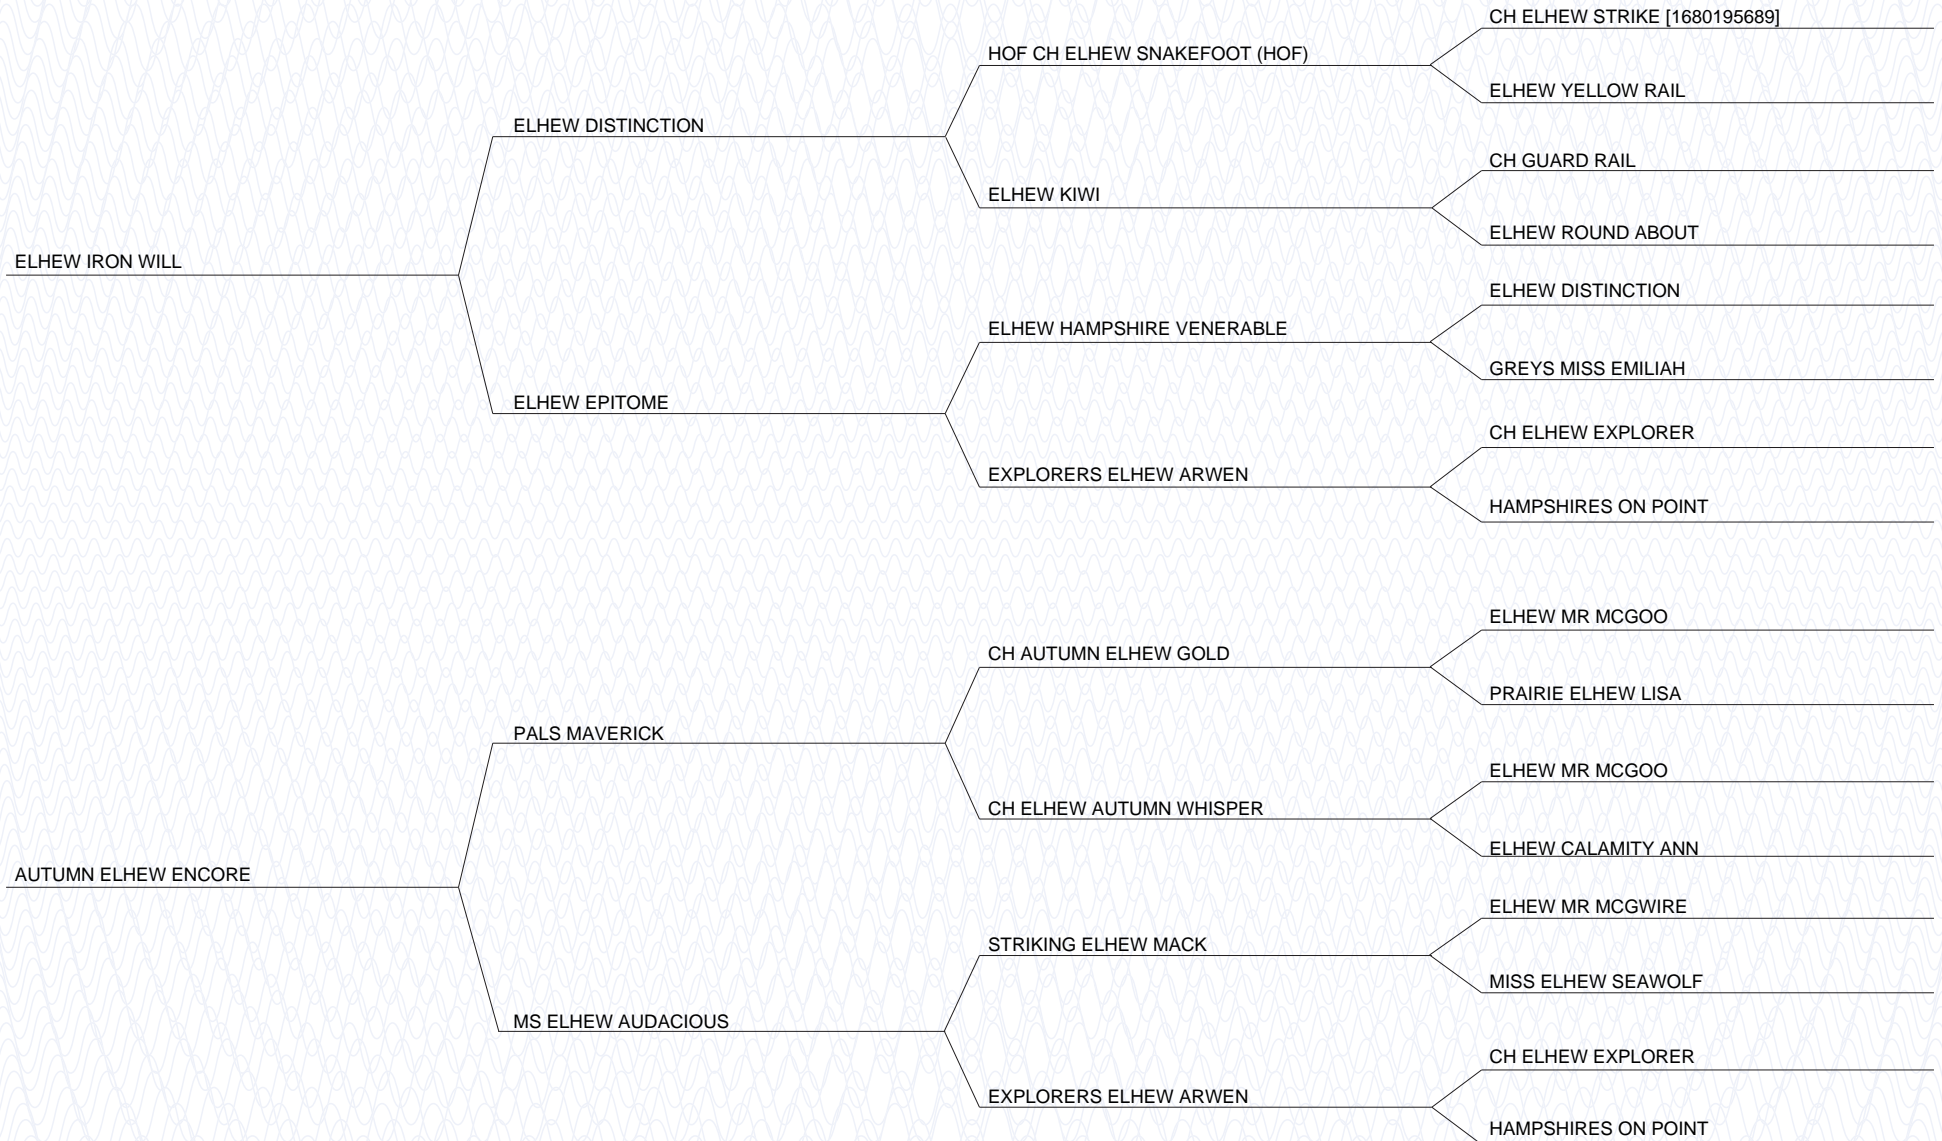 CH ELHEW STRIKE [1680195689]
HOF CH ELHEW SNAKEFOOT (HOF)
ELHEW YELLOW RAIL
ELHEW DISTINCTION
CH GUARD RAIL
ELHEW KIWI
ELHEW ROUND ABOUT
ELHEW IRON WILL
ELHEW DISTINCTION
ELHEW HAMPSHIRE VENERABLE
GREYS MISS EMILIAH
ELHEW EPITOME
CH ELHEW EXPLORER
EXPLORERS ELHEW ARWEN
HAMPSHIRES ON POINT
ELHEW MR MCGOO
CH AUTUMN ELHEW GOLD
PRAIRIE ELHEW LISA
PALS MAVERICK
ELHEW MR MCGOO
CH ELHEW AUTUMN WHISPER
ELHEW CALAMITY ANN
AUTUMN ELHEW ENCORE
ELHEW MR MCGWIRE
STRIKING ELHEW MACK
MISS ELHEW SEAWOLF
MS ELHEW AUDACIOUS
CH ELHEW EXPLORER
EXPLORERS ELHEW ARWEN
HAMPSHIRES ON POINT